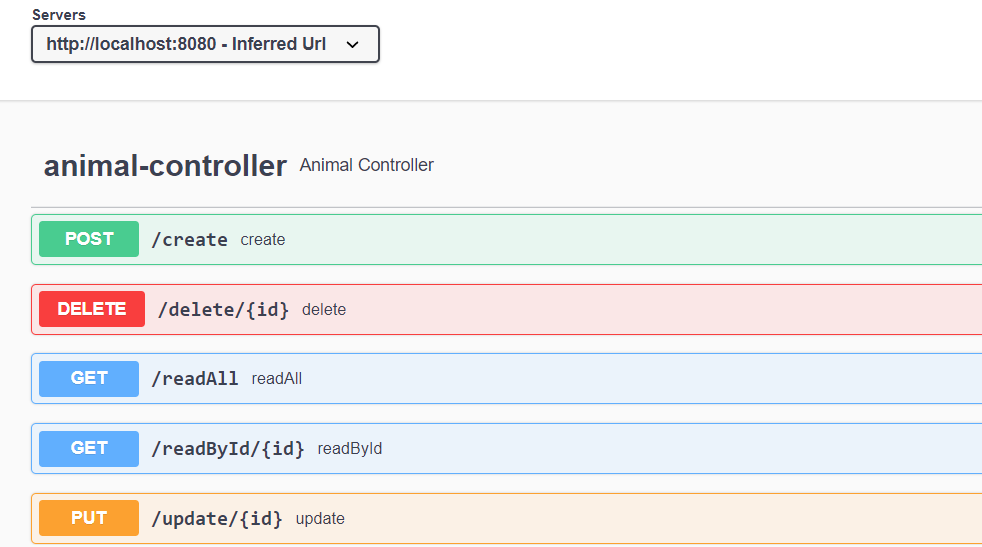 Servers
http://localhost:8080 - Inferred Url
animal-controller Animal Controller
POST /create create
DELETE /delete/{id} delete
GET /readAll readAll
GET /readById/{id} readById
PUT /update/{id} update